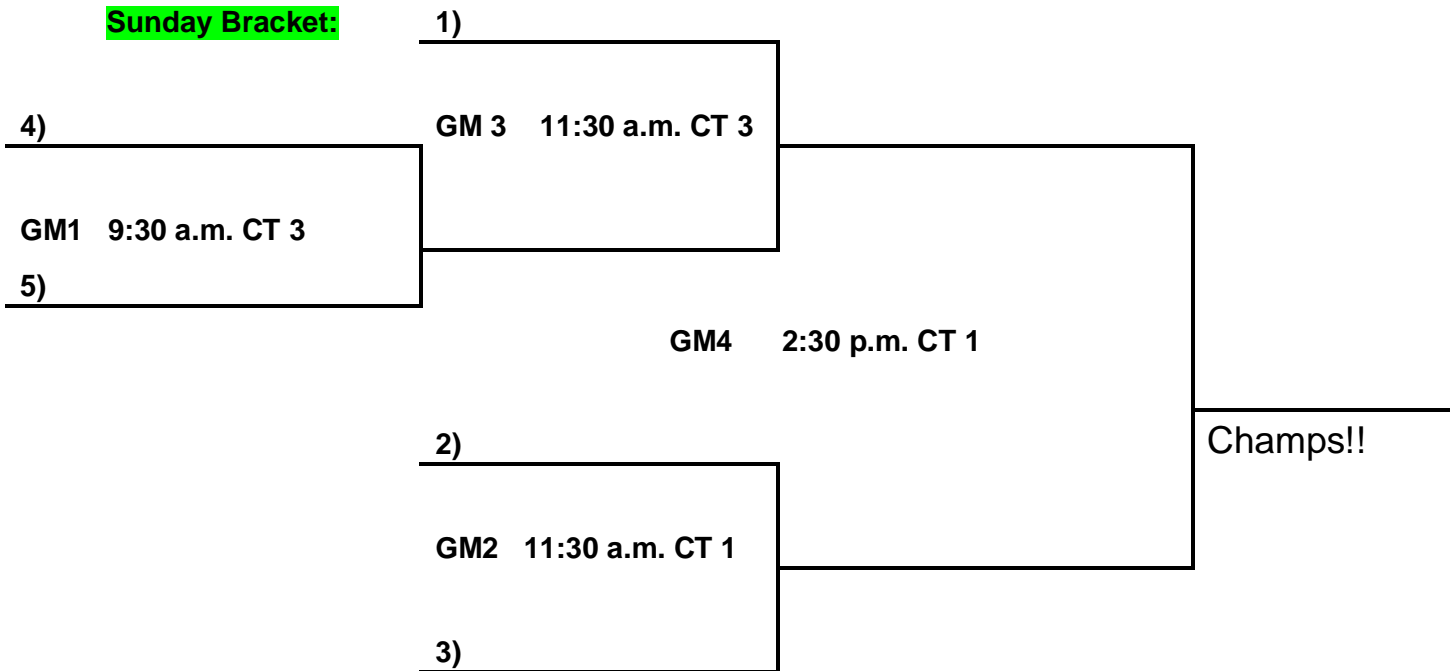 Sunday Bracket:
1)
4)
GM 3 11:30 a.m. CT 3
GM1 9:30 a.m. CT 3
5)
GM4 2:30 p.m. CT 1
2)
Champs!!
GM2 11:30 a.m. CT 1
3)